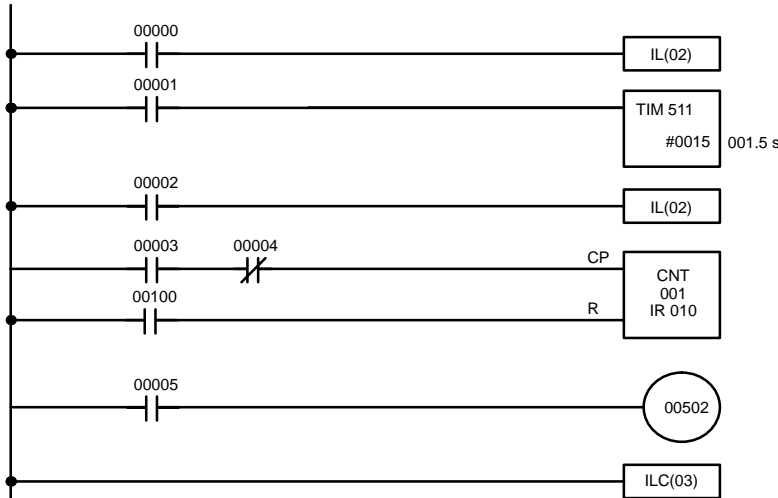 00000
IL(02)
00001
TIM 511
#0015
001.5 s
00002
IL(02)
00003
00004
CP
CNT
001
IR 010
00100
R
00005
00502
ILC(03)